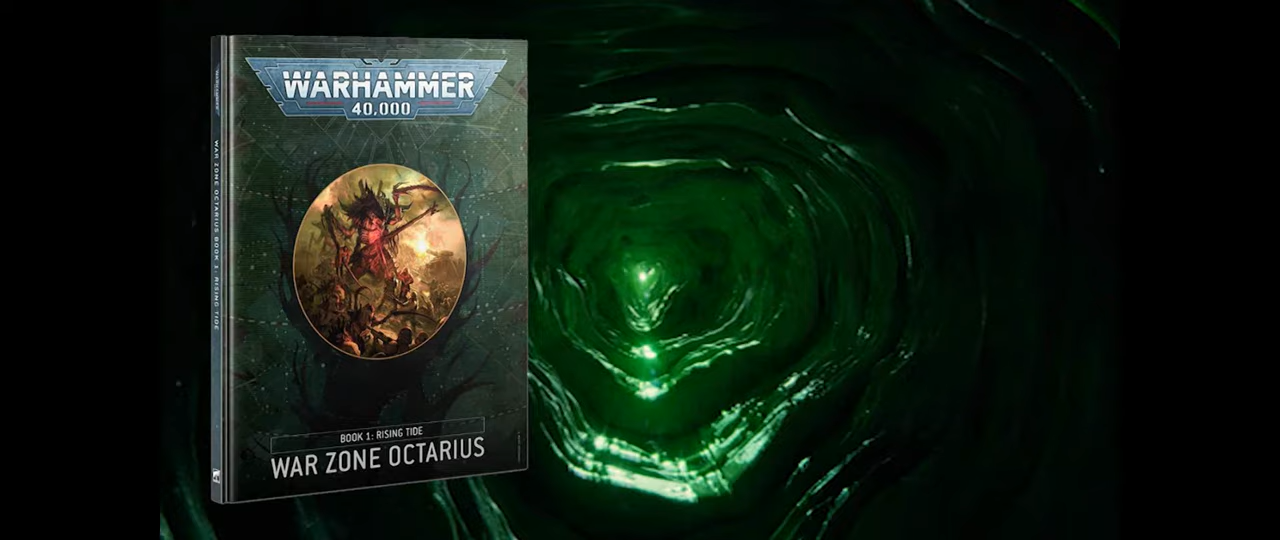 WARHAMMER
40,000
BOOK 1: RISING TIDE
WAR ZONE OCTARIUS
WAR ZONE OCTARIUS BOOK 1: RISING TIDE